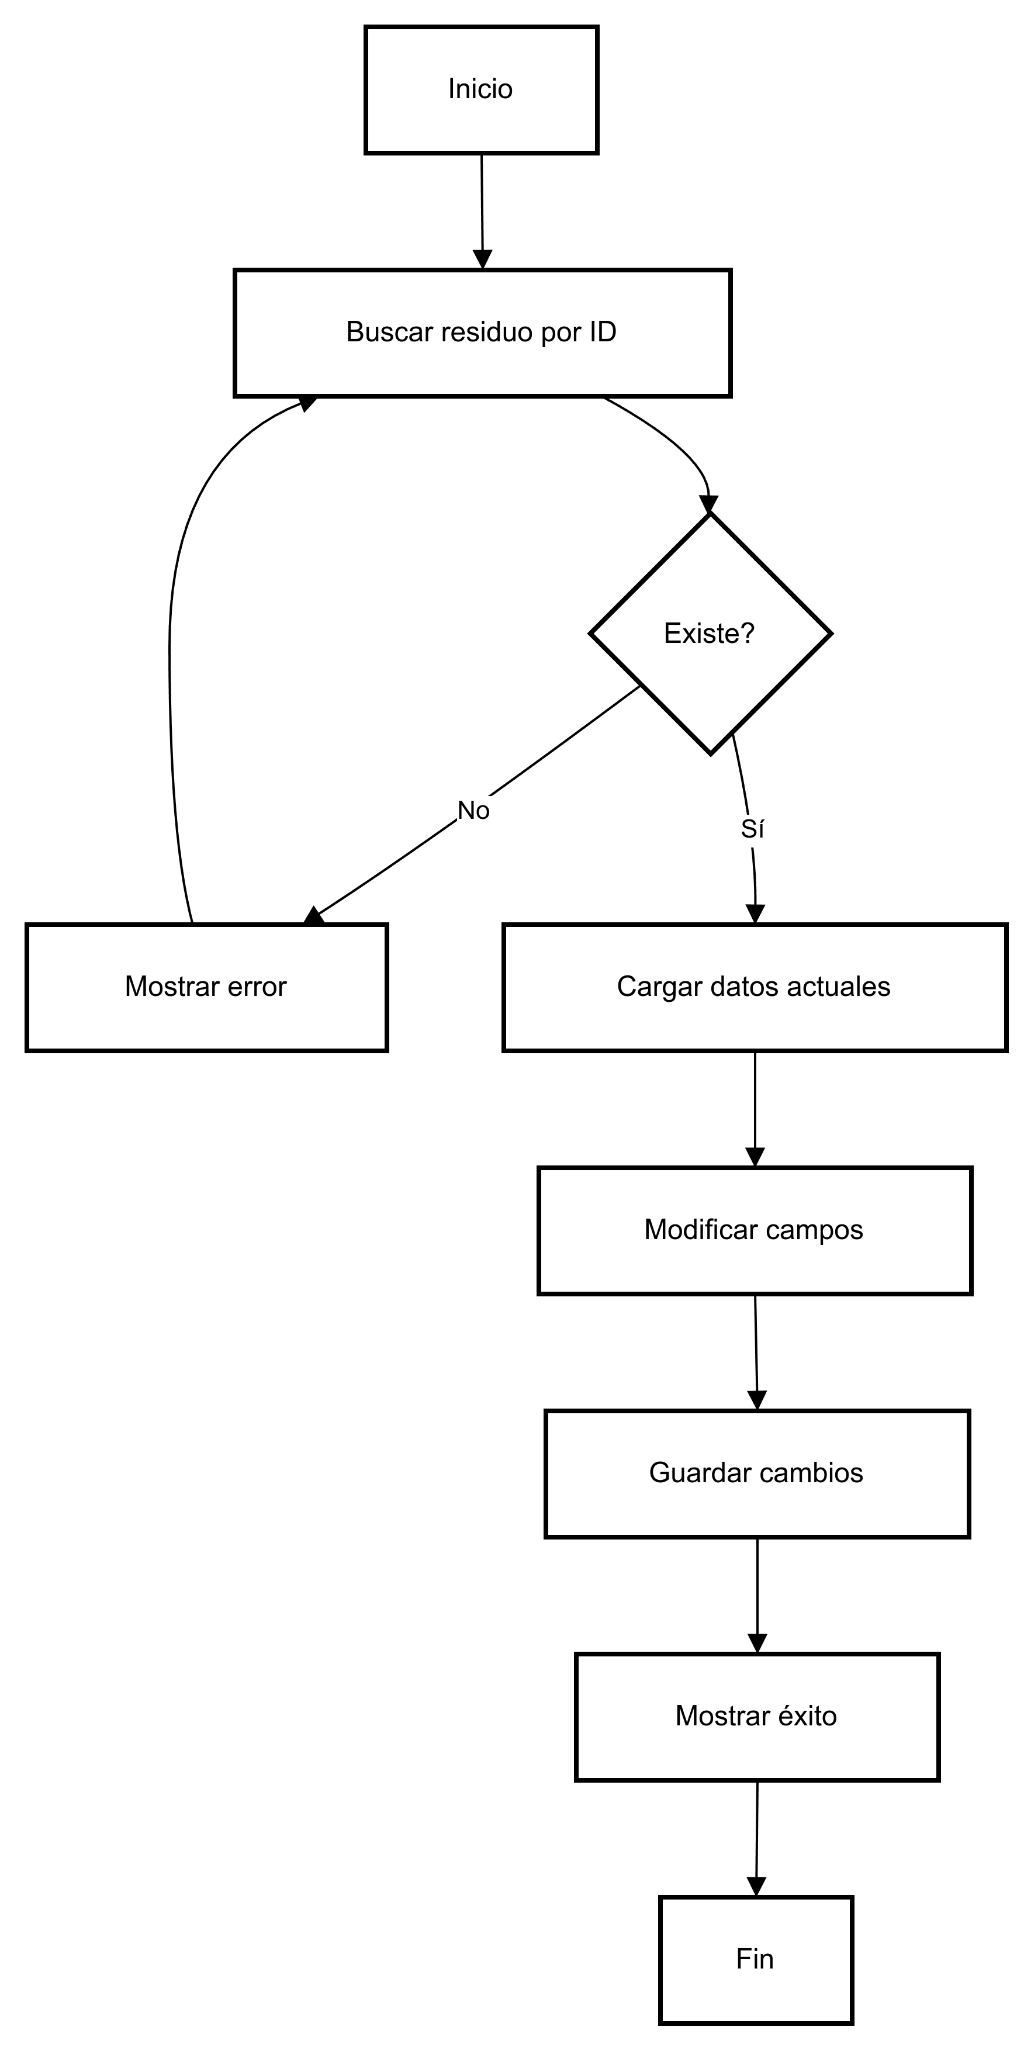 Inicio
Buscar residuo por ID
Existe?
No
Sí
Mostrar error
Cargar datos actuales
Modificar campos
Guardar cambios
Mostrar éxito
Fin